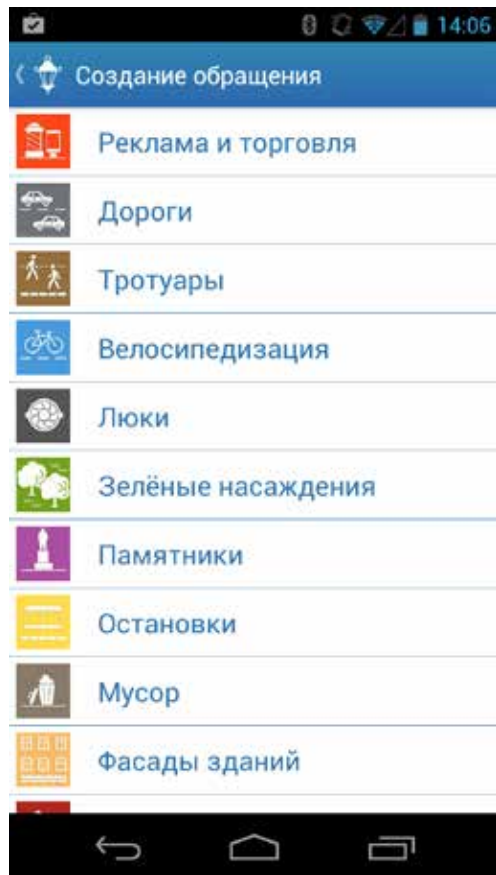 14:06
Создание обращения
Реклама и торговля
Дороги
Тротуары
Велосипедизация
Люки
Зелёные насаждения
Памятники
Остановки
Мусор
Фасады зданий